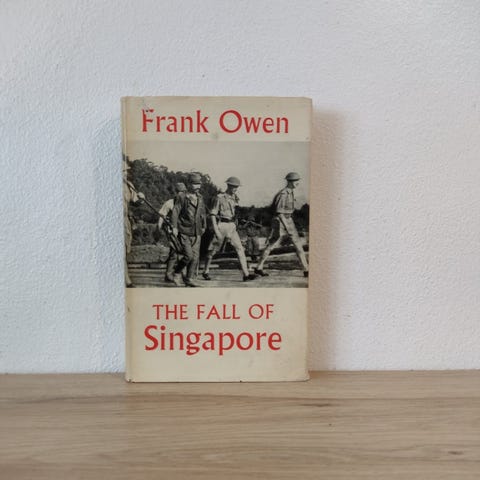 Frank Owen
THE FALL OF
Singapore